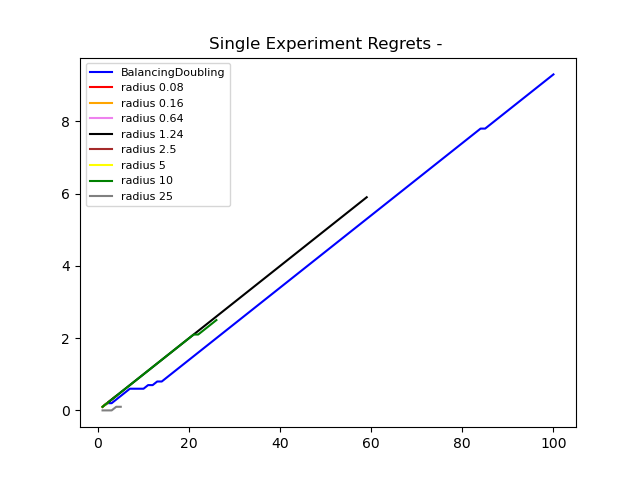 Single Experiment Regrets -
BalancingDoubling
radius 0.08
radius 0.16
radius 0.64
radius 1.24
radius 2.5
radius 5
radius 10
radius 25
8
6
4
2
0
0 20 40 60 80 100